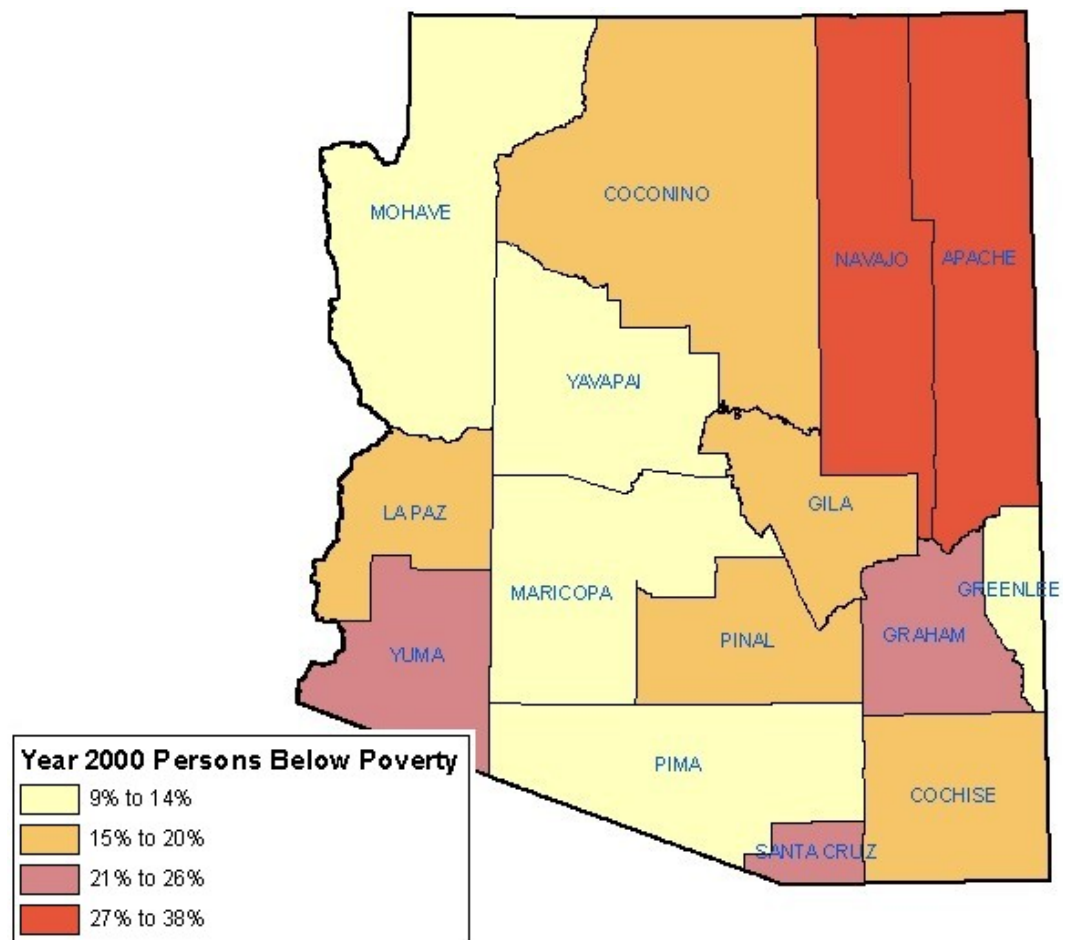 MOHAVE
COCONINO
NAVAJO
APACHE
YAVAPAI
LA PAZ
GILA
MARICOPA
GREENLEE
PINAL
GRAHAM
YUMA
PIMA
COCHISE
SANTA CRUZ
Year 2000 Persons Below Poverty
9% to 14%
15% to 20%
21% to 26%
27% to 38%